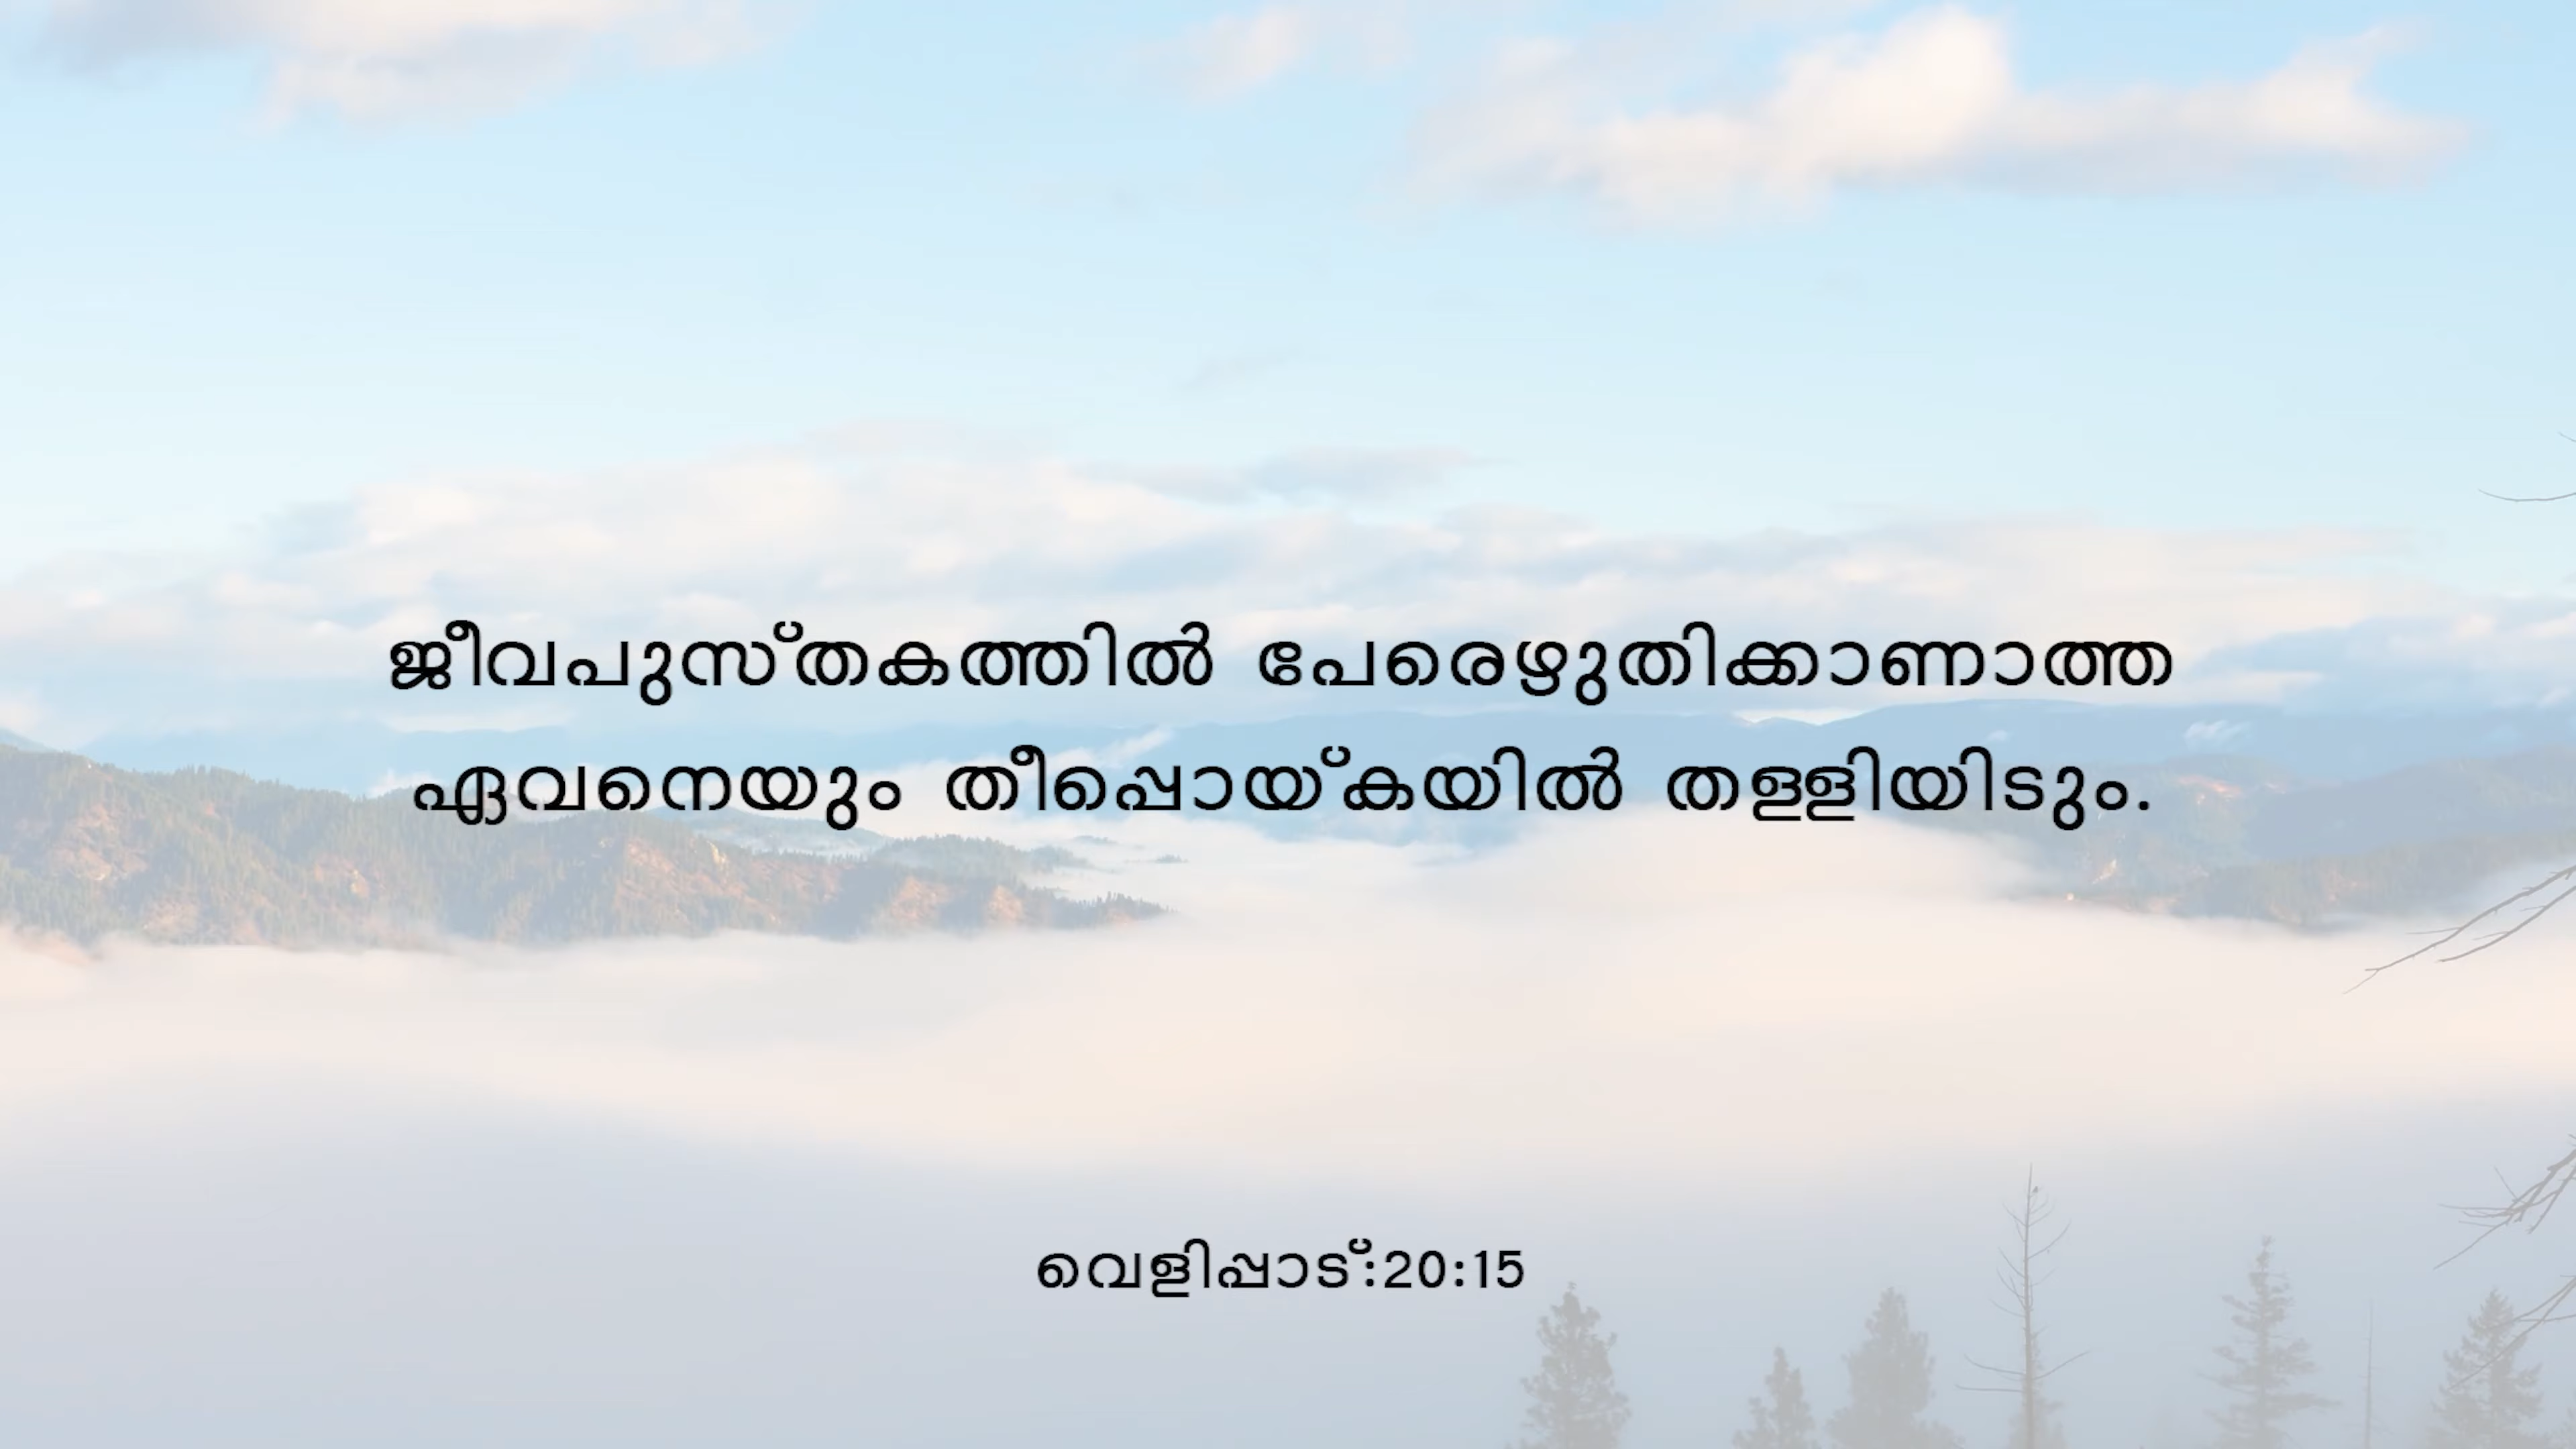 ജീവപുസ്തകത്തിൽ പേരെഴുതിക്കാണാത്ത
ഏവനെയും തീപ്പൊയ്കയിൽ തള്ളിയിടും.
വെളിപ്പാട്:20:15